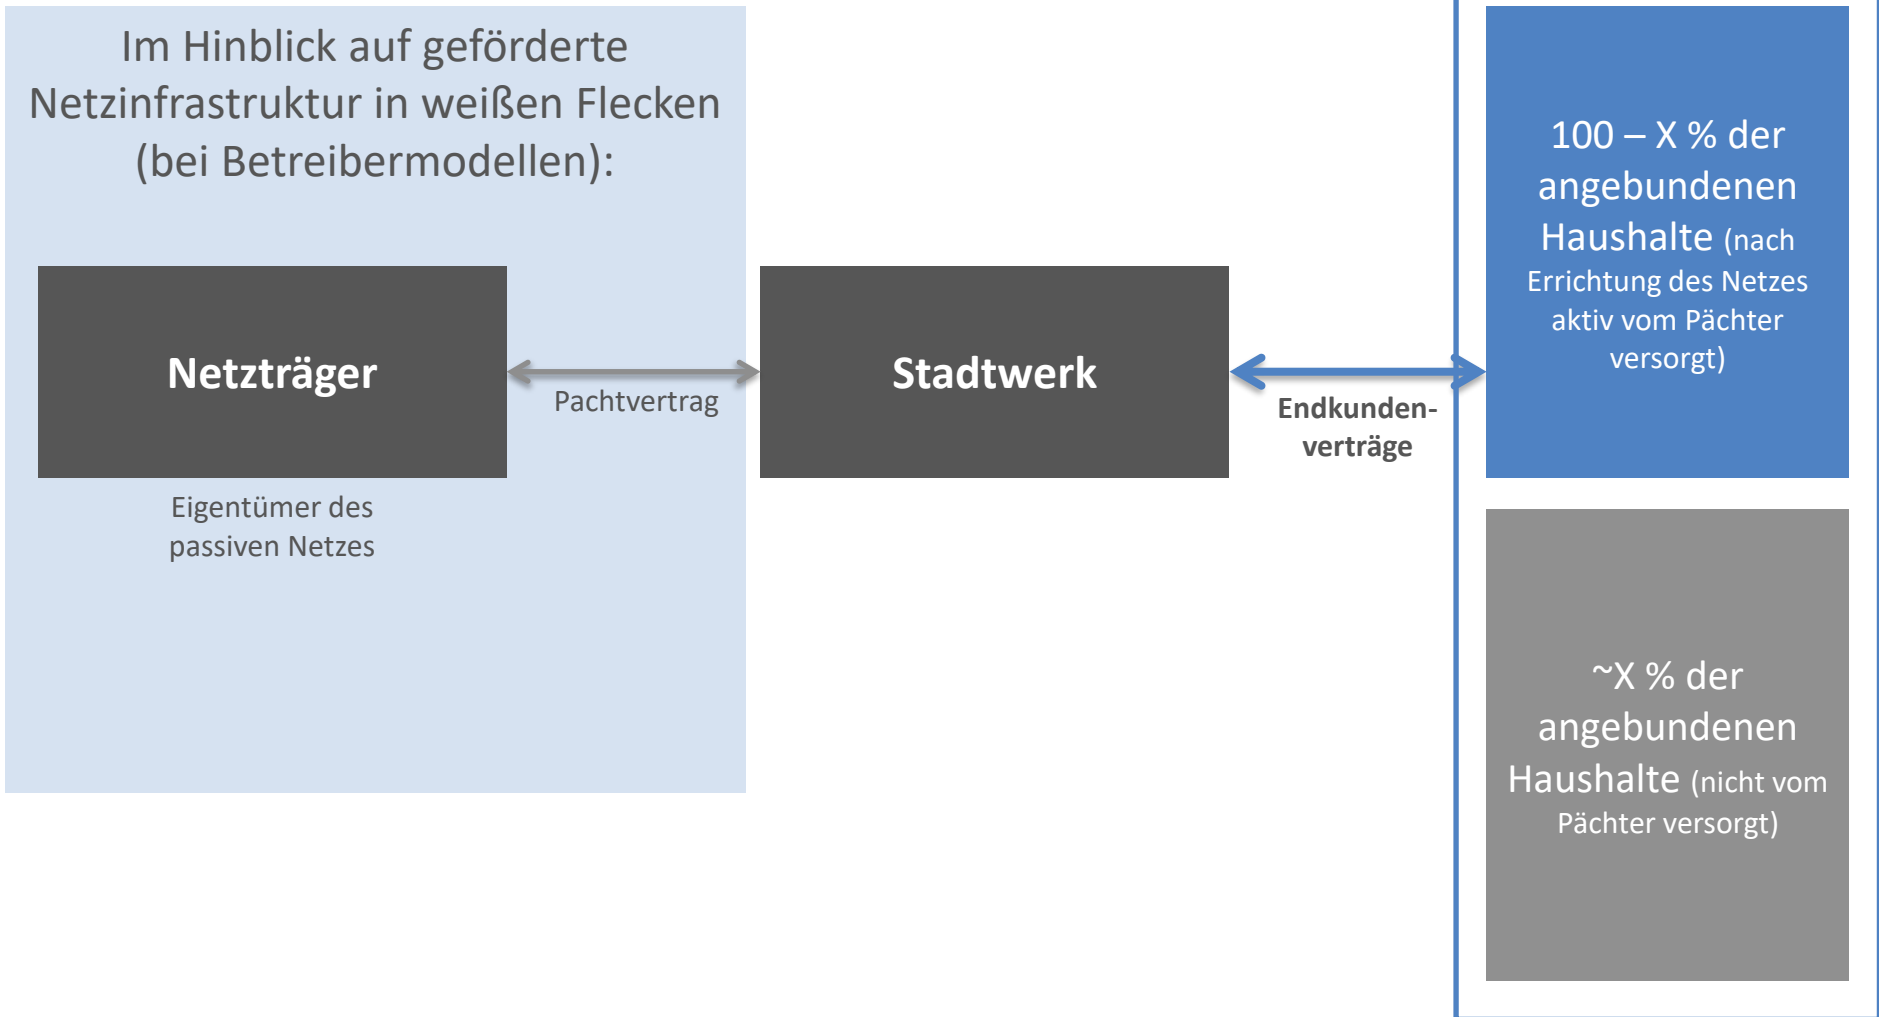 Im Hinblick auf geförderte
Netzinfrastruktur in weißen Flecken
(bei Betreibermodellen):
Netzträger
Eigentümer des
passiven Netzes
Pachtvertrag
Stadtwerk
Endkunden-
verträge
100 – X % der
angebundenen
Haushalte (nach
Errichtung des Netzes
aktiv vom Pächter
versorgt)
~X % der
angebundenen
Haushalte (nicht vom
Pächter versorgt)